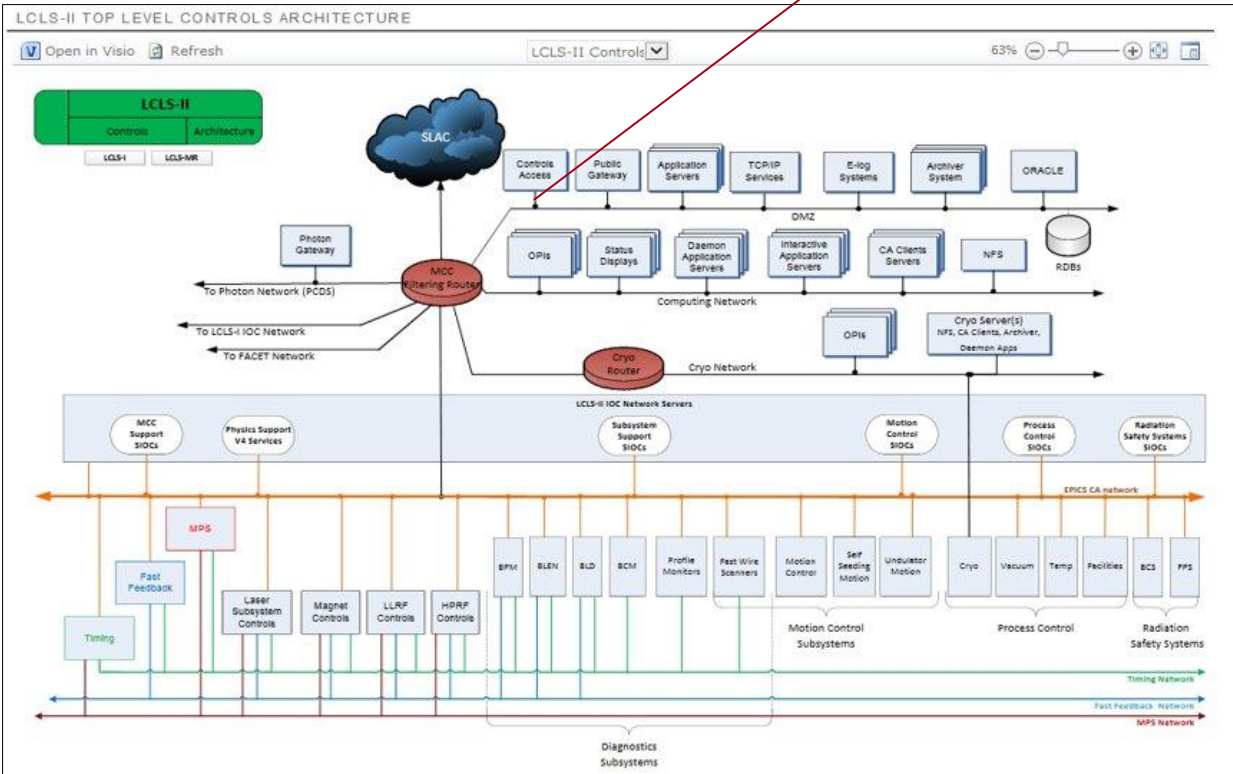 LCLS-II TOP LEVEL CONTROLS ARCHITECTURE
Open in Visio Refresh
LCLS-II Controls
63%
LCLS-II
Controls Architecture
LCLS-I LCLS-MR
SLAC
Controls
Access
Public
Gateway
Application
Servers
TCP/IP
Services
E-log
Systems
Archiver
System
ORACLE
DMZ
RDBs
Photon
Gateway
MCC
Filtering Router
OPIs
Status
Displays
Daemon
Application
Servers
Interactive
Application
Servers
CA Clients
Servers
NFS
To Photon Network (PCDS)
Computing Network
To LCLS-I IOC Network
To FACET Network
Cryo
Router
Cryo Network
OPIs
Cryo Server(s)
NFS, CA Clients, Archiver,
Daemon Apps
LCLS-II IOC Network Servers
MCC
Support
SIOCs
Physics Support
V4 Services
Subsystem
Support
SIOCs
Motion
Control
SIOCs
Process
Control
SIOCs
Radiation
Safety Systems
SIOCs
EPICS CA network
MPS
Fast
Feedback
Timing
Laser
Subsystem
Controls
Magnet
Controls
LLRF
Controls
HPRF
Controls
BPM
BLEN
BLD
BCM
Profile
Monitors
Fast Wire
Scanners
Motion
Control
Self
Seeding
Motion
Undulator
Motion
Cryo
Vacuum
Temp
Facilities
BCS
PPS
Motion Control
Subsystems
Process Control
Radiation
Safety Systems
Timing Network
Fast Feedback Network
MPS Network
Diagnostics
Subsystems